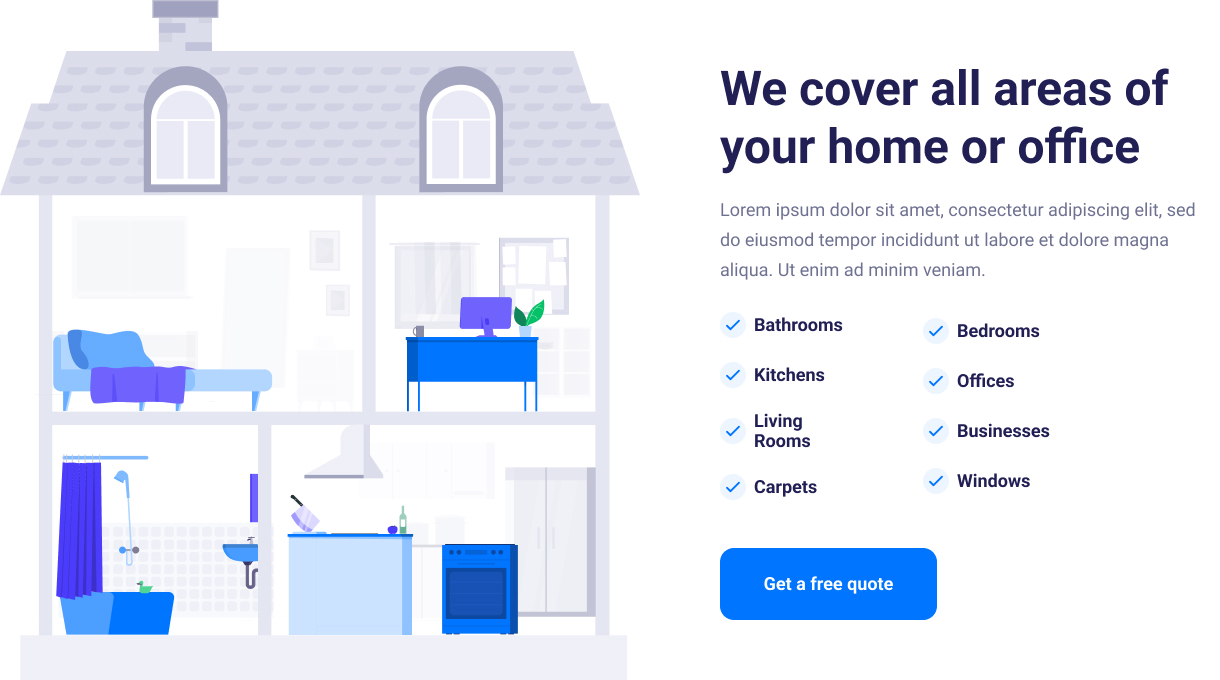 We cover all areas of
your home or office
Lorem ipsum dolor sit amet, consectetur adipiscing elit, sed
do eiusmod tempor incididunt ut labore et dolore magna
aliqua. Ut enim ad minim veniam.
Bathrooms
Kitchens
Living
Rooms
Carpets
Bedrooms
Offices
Businesses
Windows
Get a free quote